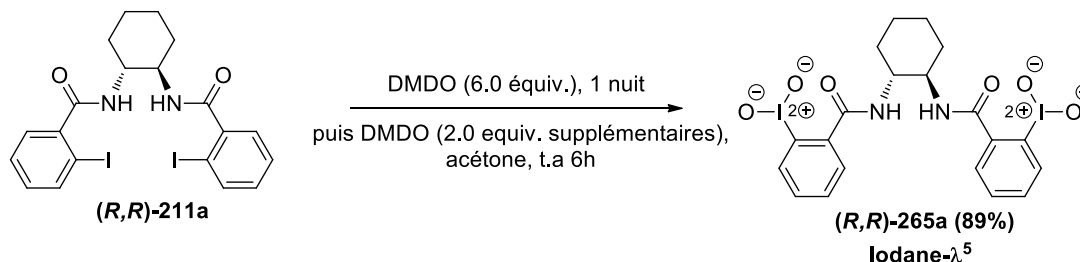 DMDO (6.0 équiv.), 1 nuit
puis DMDO (2.0 equiv. supplémentaires),
acétone, t.a 6h
O
NH
HN
O
I
I
(R,R)-211a
O⊖
⊖O
I
2+
O
NH
HN
O
O⊖
2+
I
O⊖
(R,R)-265a (89%)
Iodane-λ⁵